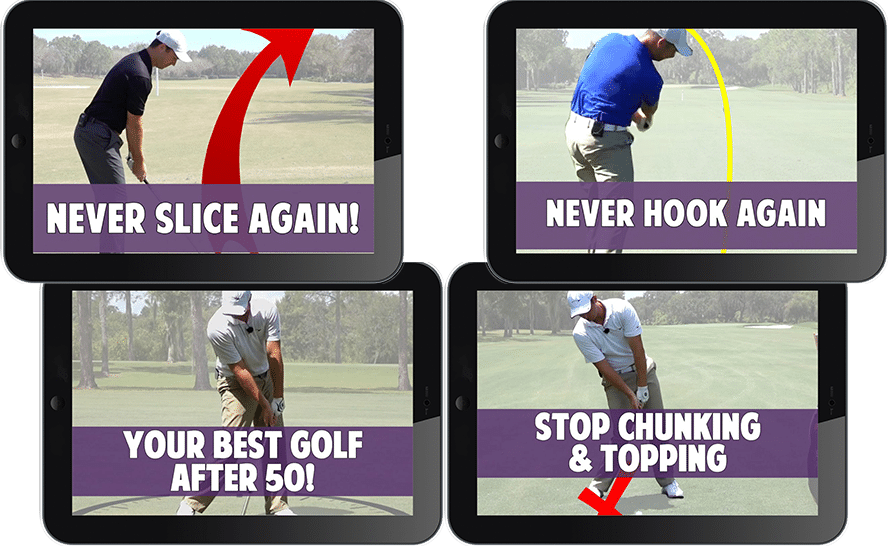 NEVER SLICE AGAIN!
NEVER HOOK AGAIN
YOUR BEST GOLF
AFTER 50!
STOP CHUNKING
& TOPPING